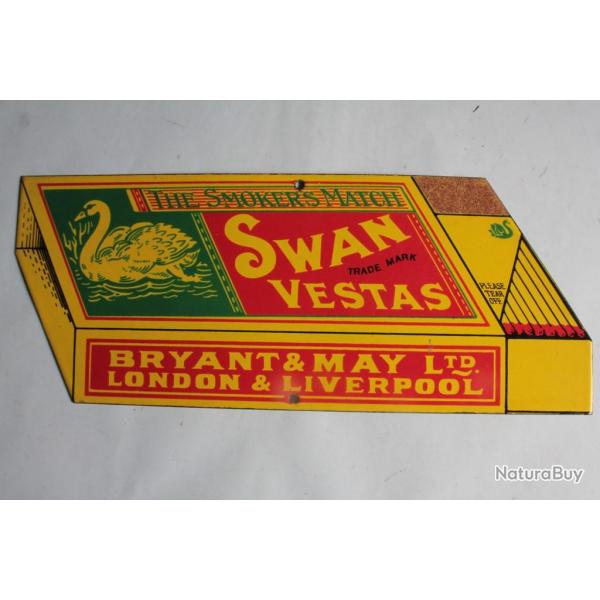 THE SMOKER'S MATCH
SWAN
TRADE MARK
VESTAS
PLEASE
TEAR
OFF
BRYANT & MAY LTD.
LONDON & LIVERPOOL
NaturaBuy